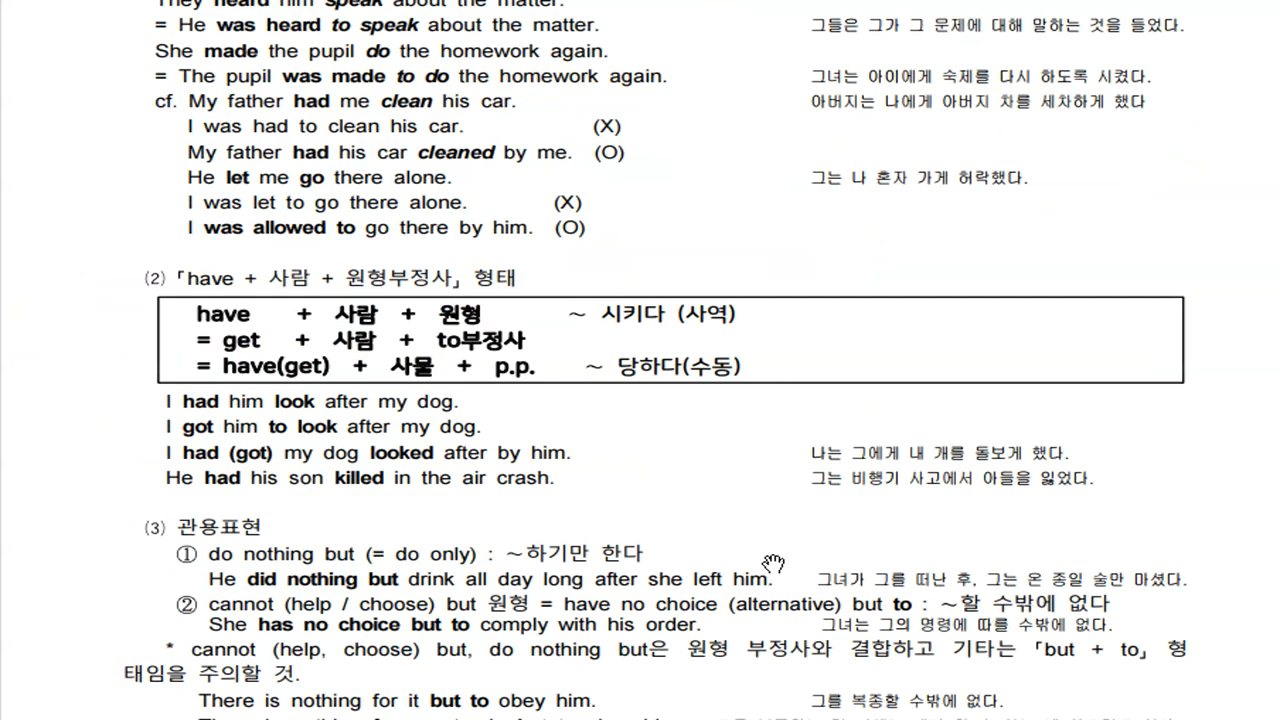 They heard him speak about the matter.
= He was heard to speak about the matter. 그들은 그가 그 문제에 대해 말하는 것을 들었다.
She made the pupil do the homework again.
= The pupil was made to do the homework again. 그녀는 아이에게 숙제를 다시 하도록 시켰다.
cf. My father had me clean his car. 아버지는 나에게 아버지 차를 세차하게 했다
I was had to clean his car. (X)
My father had his car cleaned by me. (O)
He let me go there alone. 그는 나 혼자 가게 허락했다.
I was let to go there alone. (X)
I was allowed to go there by him. (O)
(2) 「have + 사람 + 원형부정사」 형태
have + 사람 + 원형 ~ 시키다 (사역)
= get + 사람 + to부정사
= have(get) + 사물 + p.p. ~ 당하다(수동)
I had him look after my dog.
I got him to look after my dog.
I had (got) my dog looked after by him. 나는 그에게 내 개를 돌보게 했다.
He had his son killed in the air crash. 그는 비행기 사고에서 아들을 잃었다.
(3) 관용표현
① do nothing but (= do only) : ~하기만 한다
He did nothing but drink all day long after she left him. 그녀가 그를 떠난 후, 그는 온 종일 술만 마셨다.
② cannot (help / choose) but 원형 = have no choice (alternative) but to : ~할 수밖에 없다
She has no choice but to comply with his order. 그녀는 그의 명령에 따를 수밖에 없다.
* cannot (help, choose) but, do nothing but은 원형 부정사와 결합하고 기타는 「but + to」 형
태임을 주의할 것.
There is nothing for it but to obey him. 그를 복종할 수밖에 없다.